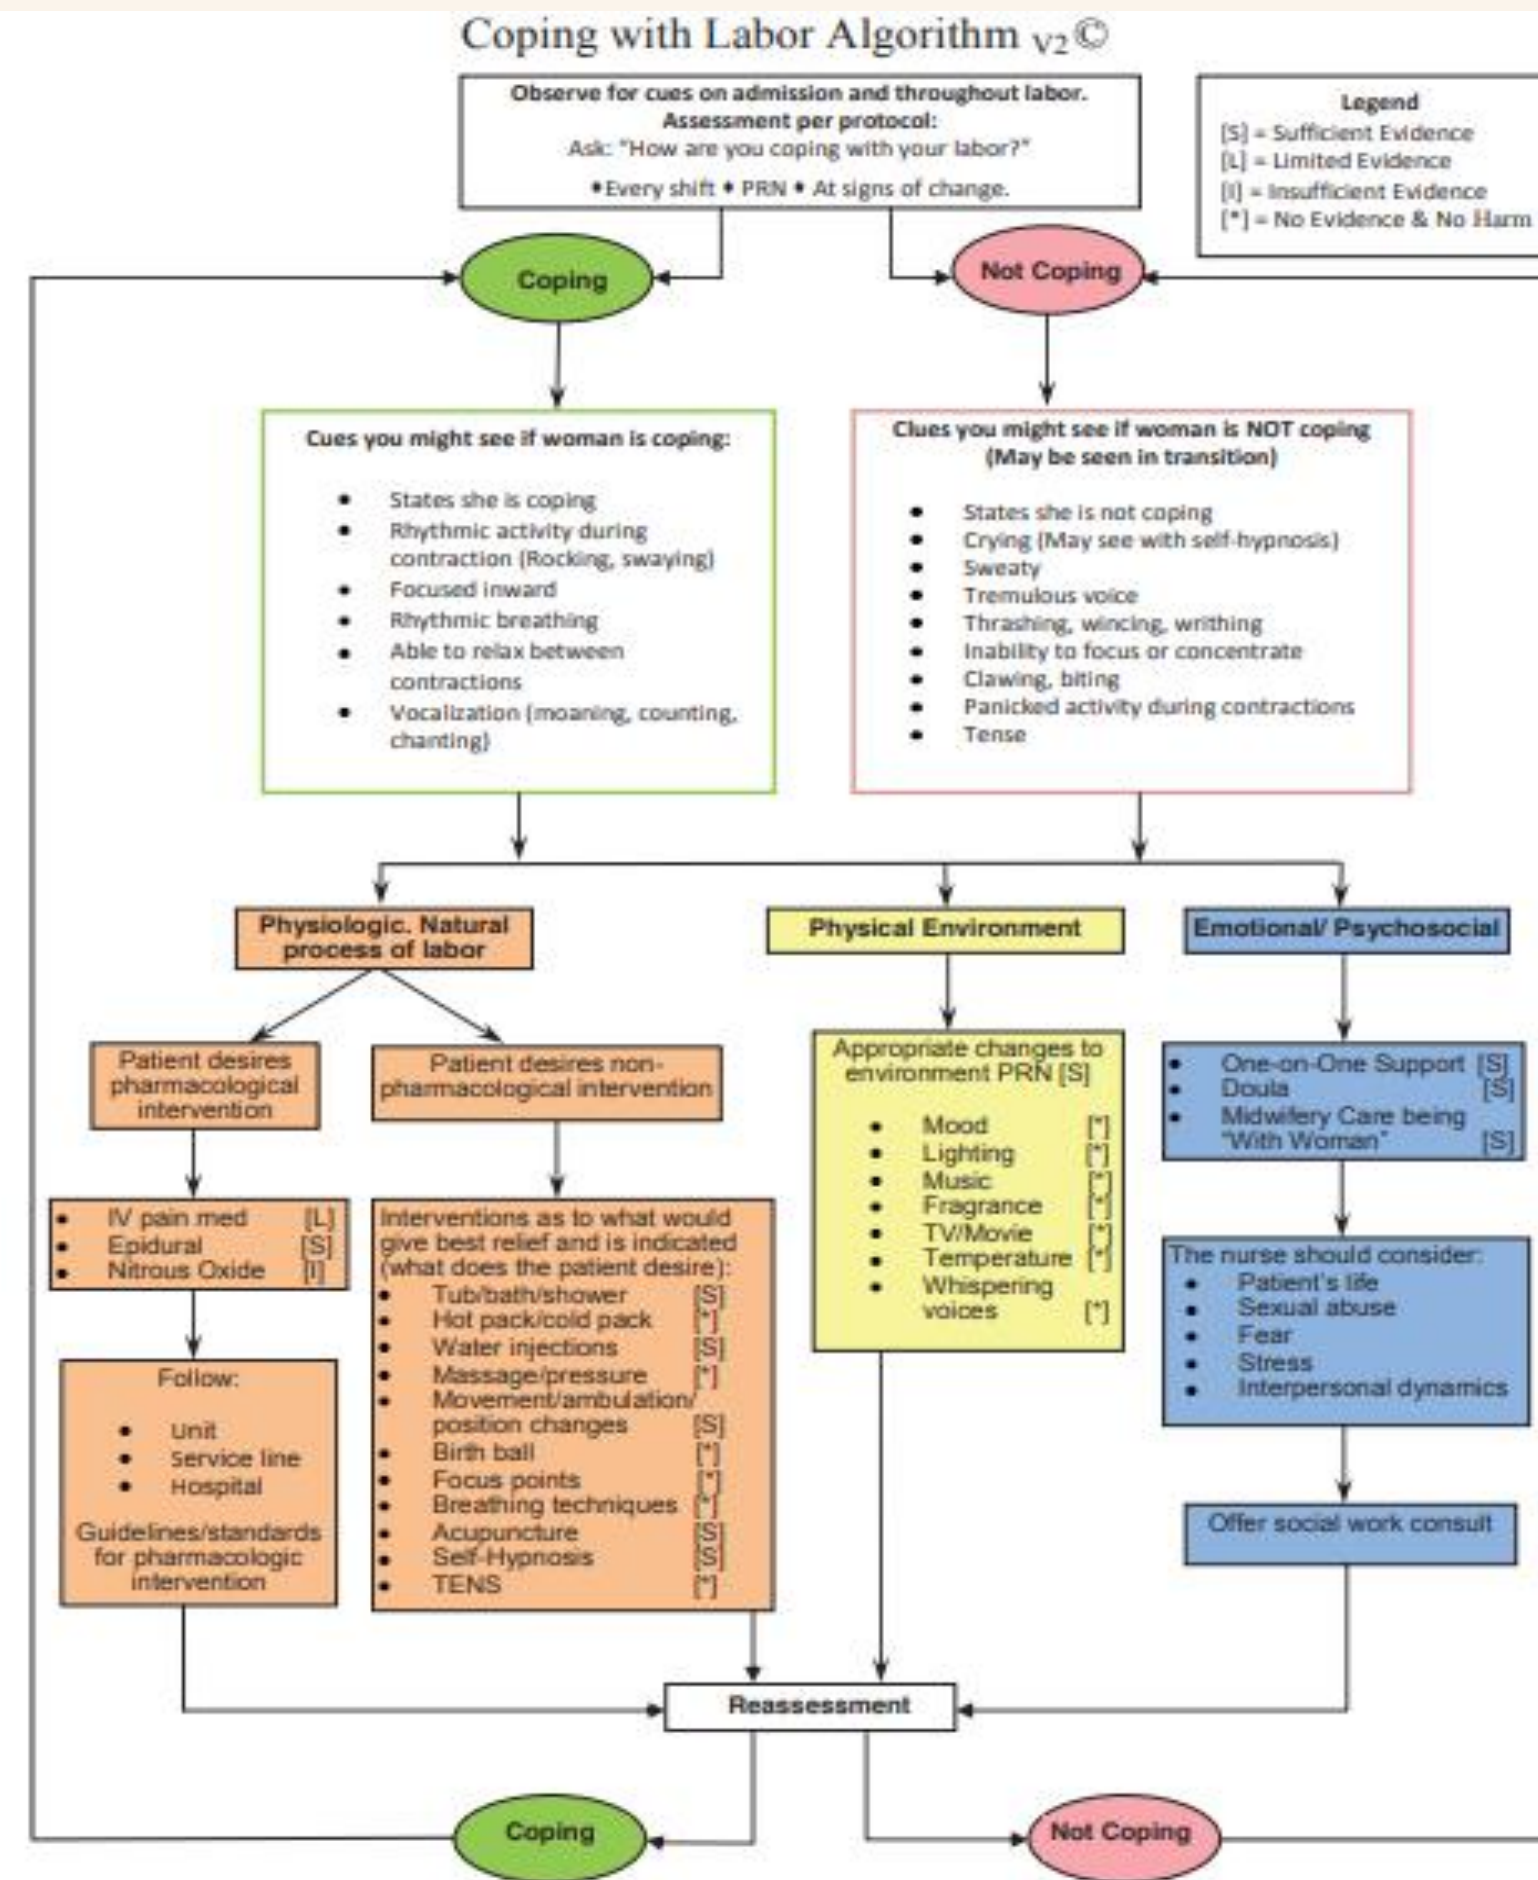 Coping with Labor Algorithm V2©
Observe for cues on admission and throughout labor.
Assessment per protocol:
Ask: "How are you coping with your labor?"
•Every shift • PRN • At signs of change.
Legend
[S] = Sufficient Evidence
[L] = Limited Evidence
[I] = Insufficient Evidence
[*] = No Evidence & No Harm
Coping
Not Coping
Cues you might see if woman is coping:
• States she is coping
• Rhythmic activity during
contraction (Rocking, swaying)
• Focused inward
• Rhythmic breathing
• Able to relax between
contractions
• Vocalization (moaning, counting,
chanting)
Clues you might see if woman is NOT coping
(May be seen in transition)
• States she is not coping
• Crying (May see with self-hypnosis)
• Sweaty
• Tremulous voice
• Thrashing, wincing, writhing
• Inability to focus or concentrate
• Clawing, biting
• Panicked activity during contractions
• Tense
Physiologic. Natural
process of labor
Physical Environment
Emotional/ Psychosocial
Patient desires
pharmacological
intervention
Patient desires non-
pharmacological intervention
• IV pain med [L]
• Epidural [S]
• Nitrous Oxide [I]
Follow:
• Unit
• Service line
• Hospital
Guidelines/standards
for pharmacologic
intervention
Interventions as to what would
give best relief and is indicated
(what does the patient desire):
• Tub/bath/shower [S]
• Hot pack/cold pack [*]
• Water injections [S]
• Massage/pressure [*]
• Movement/ambulation/
position changes [S]
• Birth ball [*]
• Focus points [*]
• Breathing techniques [*]
• Acupuncture [S]
• Self-Hypnosis [S]
• TENS [*]
Appropriate changes to
environment PRN [S]
• Mood [*]
• Lighting [*]
• Music [*]
• Fragrance [*]
• TV/Movie [*]
• Temperature [*]
• Whispering
voices [*]
• One-on-One Support [S]
• Doula [S]
• Midwifery Care being
"With Woman" [S]
The nurse should consider:
• Patient's life
• Sexual abuse
• Fear
• Stress
• Interpersonal dynamics
Offer social work consult
Reassessment
Coping
Not Coping